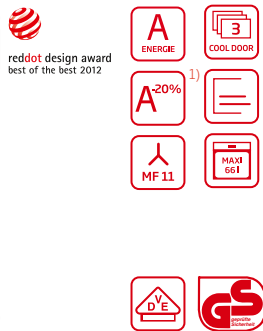 reddot design award
best of the best 2012
A
ENERGIE
3
COOL DOOR
A-20%
1)
MF 11
MAXI
66 l
VDE
GS
geprüfte
Sicherheit